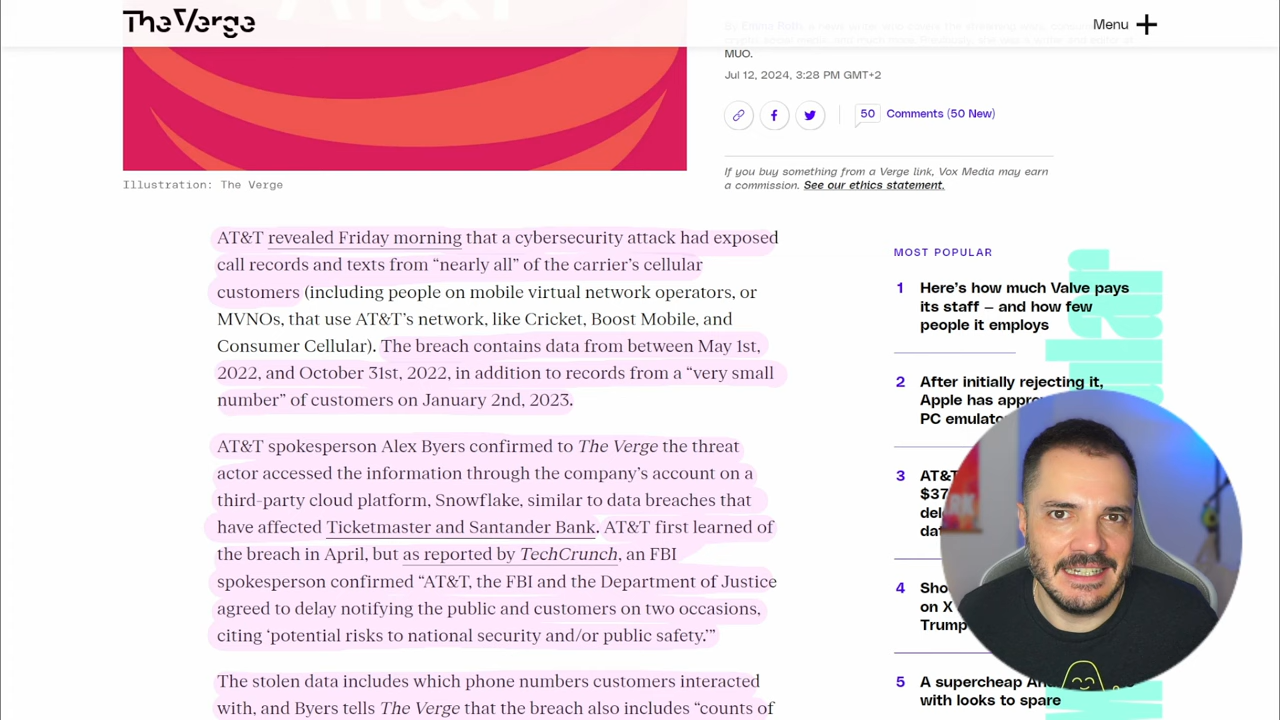 The Verge
Menu
MUO.
Jul 12, 2024, 3:28 PM GMT+2
50 Comments (50 New)
If you buy something from a Verge link, Vox Media may earn
a commission. See our ethics statement.
Illustration: The Verge
AT&T revealed Friday morning that a cybersecurity attack had exposed
call records and texts from “nearly all” of the carrier’s cellular
customers (including people on mobile virtual network operators, or
MVNOs, that use AT&T’s network, like Cricket, Boost Mobile, and
Consumer Cellular). The breach contains data from between May 1st,
2022, and October 31st, 2022, in addition to records from a “very small
number” of customers on January 2nd, 2023.
AT&T spokesperson Alex Byers confirmed to The Verge the threat
actor accessed the information through the company’s account on a
third-party cloud platform, Snowflake, similar to data breaches that
have affected Ticketmaster and Santander Bank. AT&T first learned of
the breach in April, but as reported by TechCrunch, an FBI
spokesperson confirmed “AT&T, the FBI and the Department of Justice
agreed to delay notifying the public and customers on two occasions,
citing ‘potential risks to national security and/or public safety.’”
The stolen data includes which phone numbers customers interacted
with, and Byers tells The Verge that the breach also includes “counts of
MOST POPULAR
1 Here’s how much Valve pays
its staff — and how few
people it employs
2 After initially rejecting it,
Apple has
PC
3 AT&T
4
on X
Trump
5 A supercheap
with looks to spare